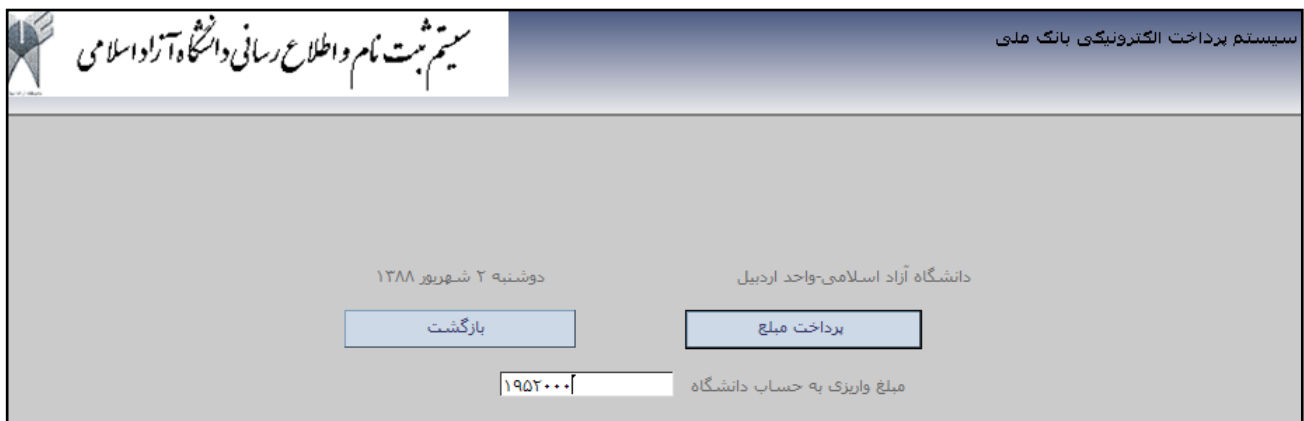 سیستم پرداخت الکترونیکی بانک ملی
سیستم ثبت نام و اطلاع رسانی دانشگاه آزاد اسلامی
دانشگاه آزاد اسلامی-واحد اردبیل
دوشنبه ۲ شهریور ۱۳۸۸
پرداخت مبلغ
بازگشت
مبلغ واریزی به حساب دانشگاه
۱۹۵۲۰۰۰